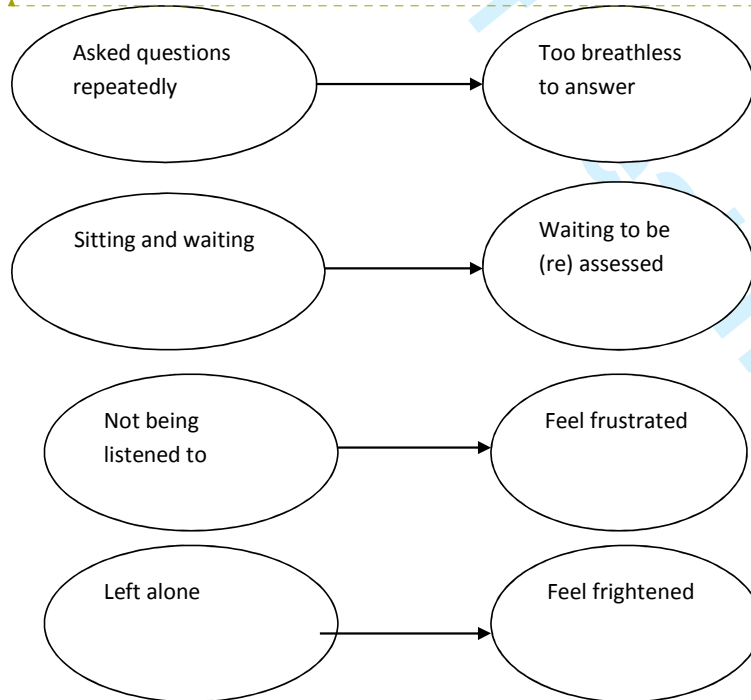 Asked questions
repeatedly
Too breathless
to answer
Sitting and waiting
Waiting to be
(re) assessed
Not being
listened to
Feel frustrated
Left alone
Feel frightened